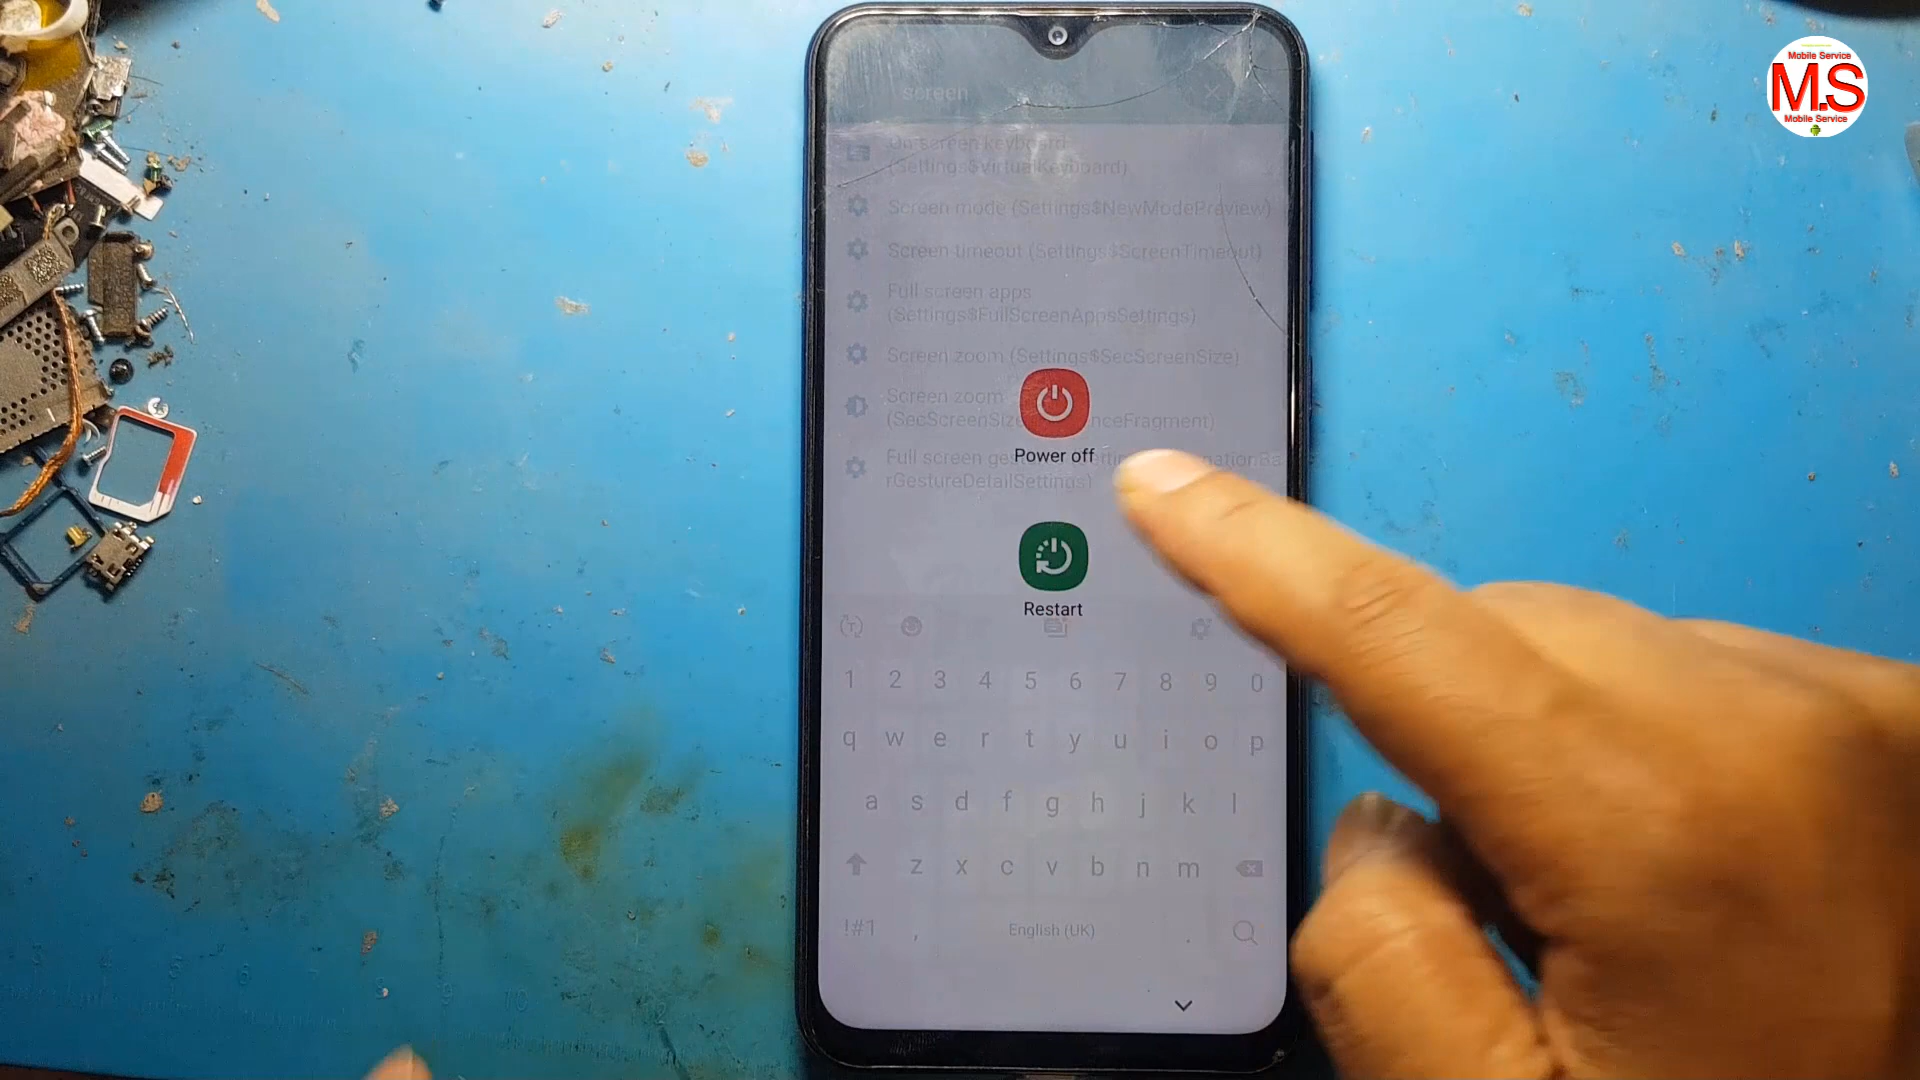 Mobile Service
M.S
Mobile Service
screen
On-screen keyboard
(Settings$VirtualKeyboard)
Screen mode (Settings$NewModePreview)
Screen timeout (Settings$ScreenTimeout)
Full screen apps
(Settings$FullScreenAppsSettings)
Screen zoom (Settings$SecScreenSize)
Screen zoom
(SecScreenSize nceFragment)
Full screen
rGestureDetailSettings)
Power off
Restart
1 2 3 4 5 6 7 8 9 0
q w e r t y u i o p
a s d f g h j k l
z x c v b n m
!#1 , English (UK) .